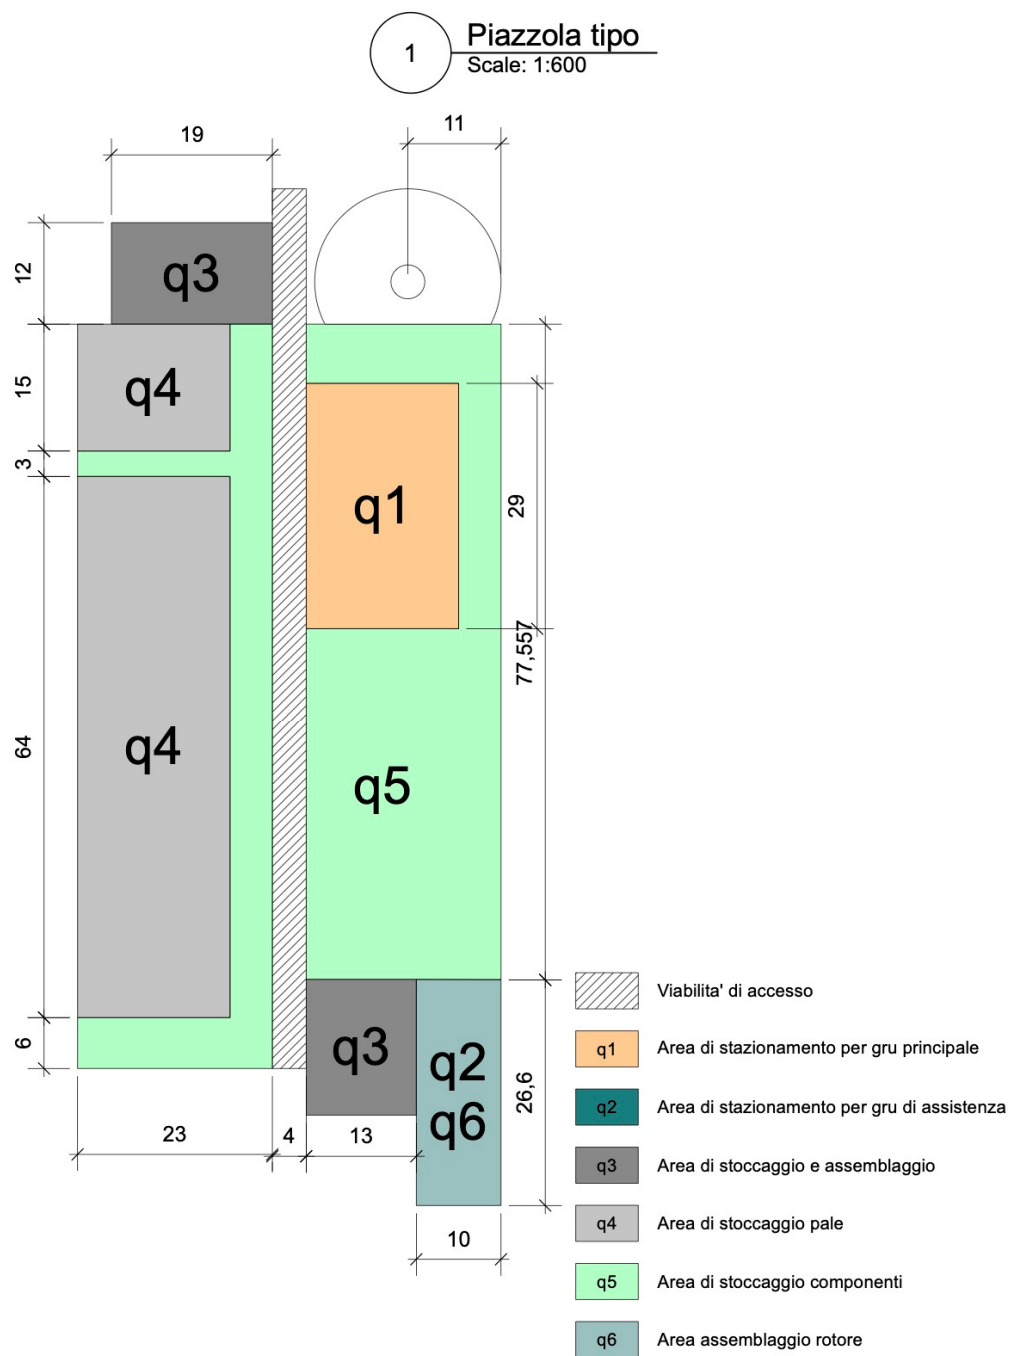 1
Piazzola tipo
Scale: 1:600
19
11
12
q3
15
q4
3
q1
29
77,557
64
q4
q5
6
q3
q2
q6
26,6
23
4
13
10
Viabilita' di accesso
q1 Area di stazionamento per gru principale
q2 Area di stazionamento per gru di assistenza
q3 Area di stoccaggio e assemblaggio
q4 Area di stoccaggio pale
q5 Area di stoccaggio componenti
q6 Area assemblaggio rotore